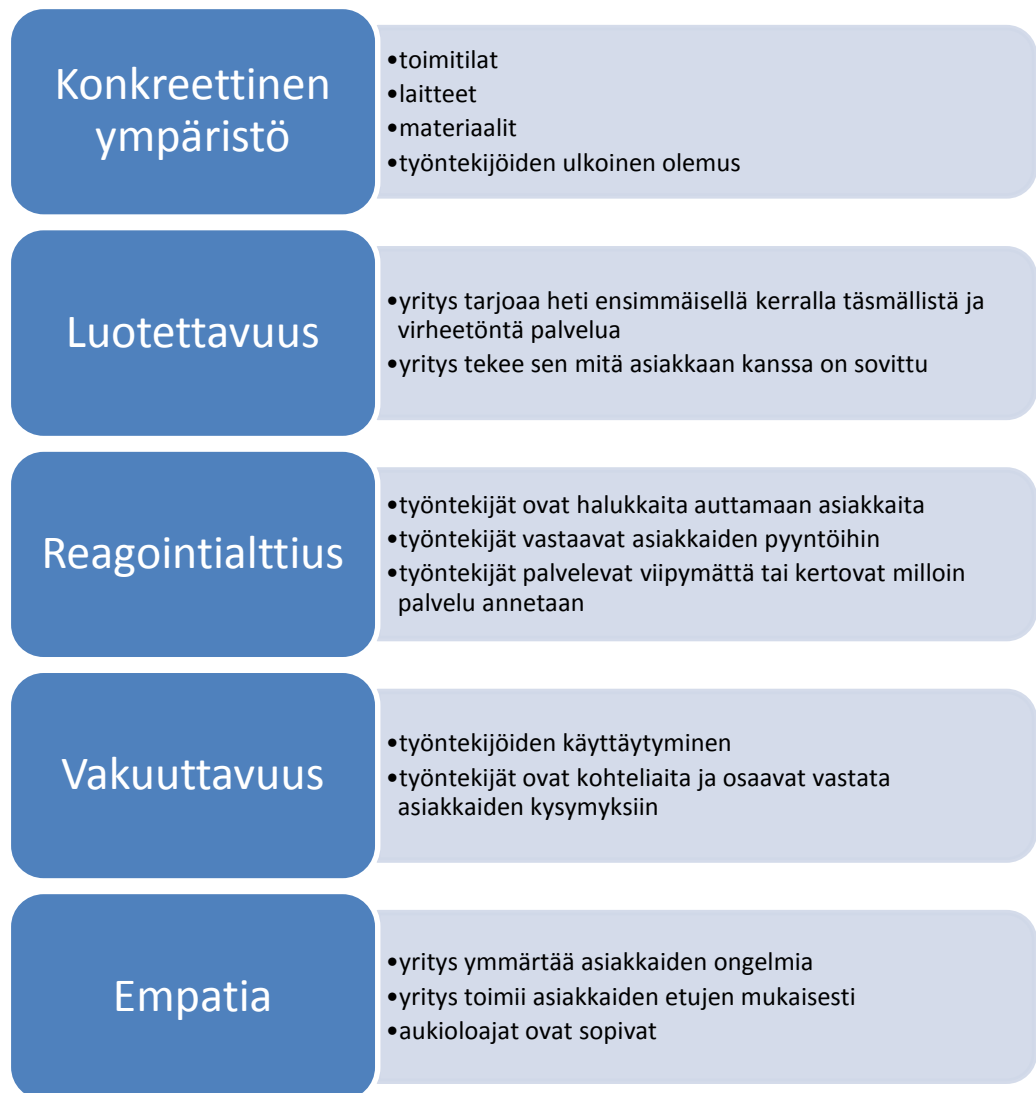 Konkreettinen
ympäristö
•toimitilat
•laitteet
•materiaalit
•työntekijöiden ulkoinen olemus
Luotettavuus
•yritys tarjoaa heti ensimmäisellä kerralla täsmällistä ja
virheetöntä palvelua
•yritys tekee sen mitä asiakkaan kanssa on sovittu
Reagointialttius
•työntekijät ovat halukkaita auttamaan asiakkaita
•työntekijät vastaavat asiakkaiden pyyntöihin
•työntekijät palvelevat viipymättä tai kertovat milloin
palvelu annetaan
Vakuuttavuus
•työntekijöiden käyttäytyminen
•työntekijät ovat kohteliaita ja osaavat vastata
asiakkaiden kysymyksiin
Empatia
•yritys ymmärtää asiakkaiden ongelmia
•yritys toimii asiakkaiden etujen mukaisesti
•aukioloajat ovat sopivat